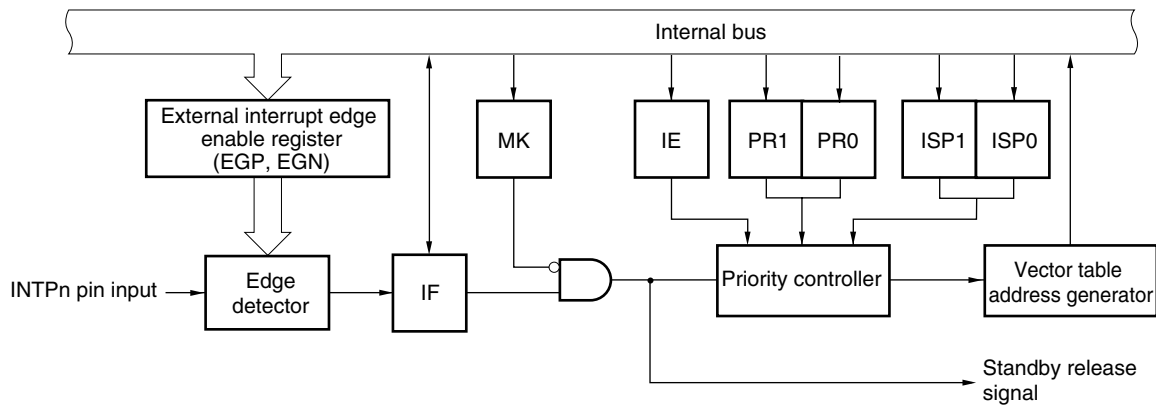 Internal bus
External interrupt edge
enable register
(EGP, EGN)
MK
IE
PR1
PR0
ISP1
ISP0
INTPn pin input
Edge
detector
IF
Priority controller
Vector table
address generator
Standby release
signal